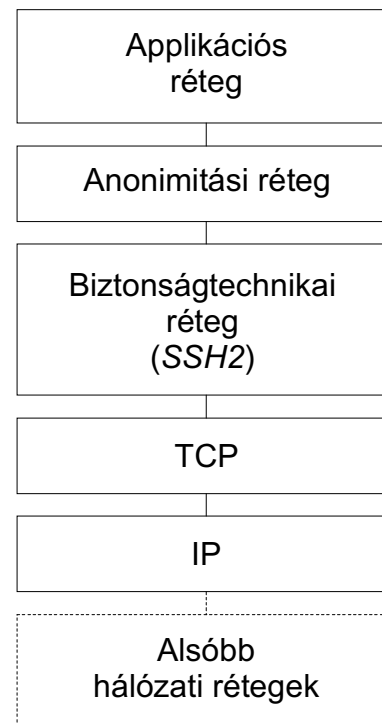 Applikációs
réteg
Anonimitási réteg
Biztonságtechnikai
réteg
(SSH2)
TCP
IP
Alsóbb
hálózati rétegek